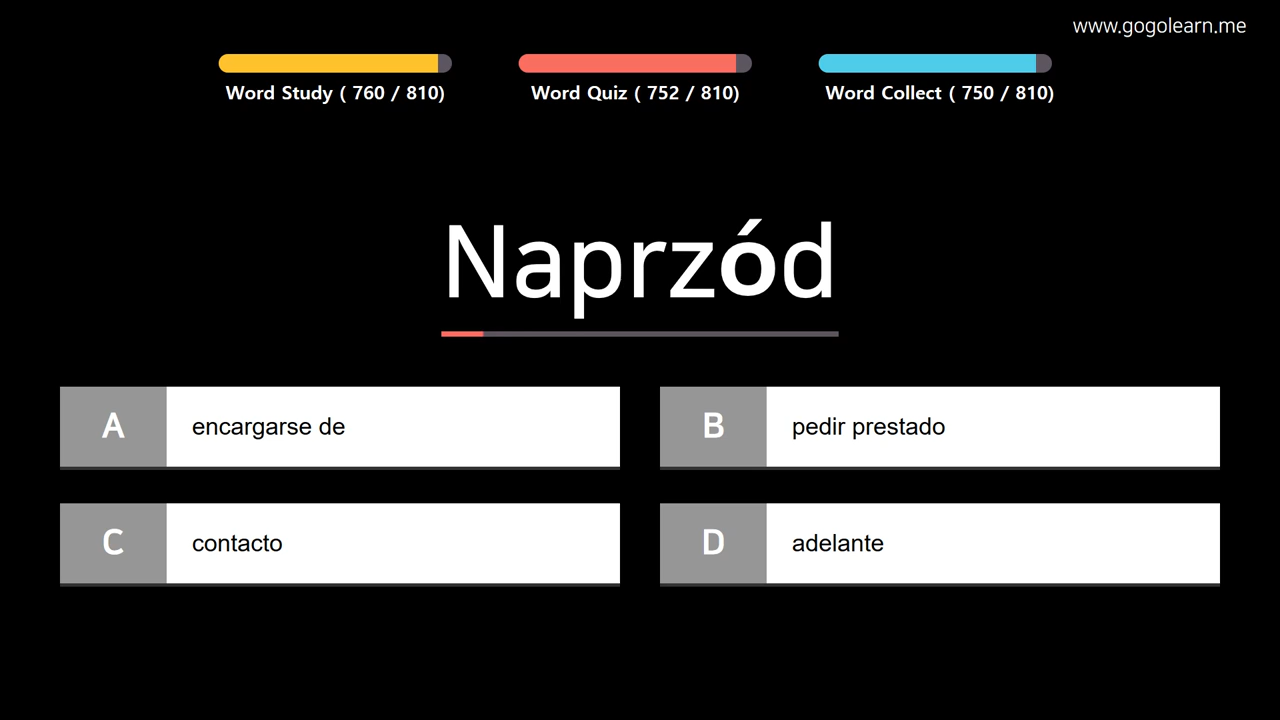 www.gogolearn.me
Word Study ( 760 / 810)
Word Quiz ( 752 / 810)
Word Collect ( 750 / 810)
Naprzód
A encargarse de
B pedir prestado
C contacto
D adelante